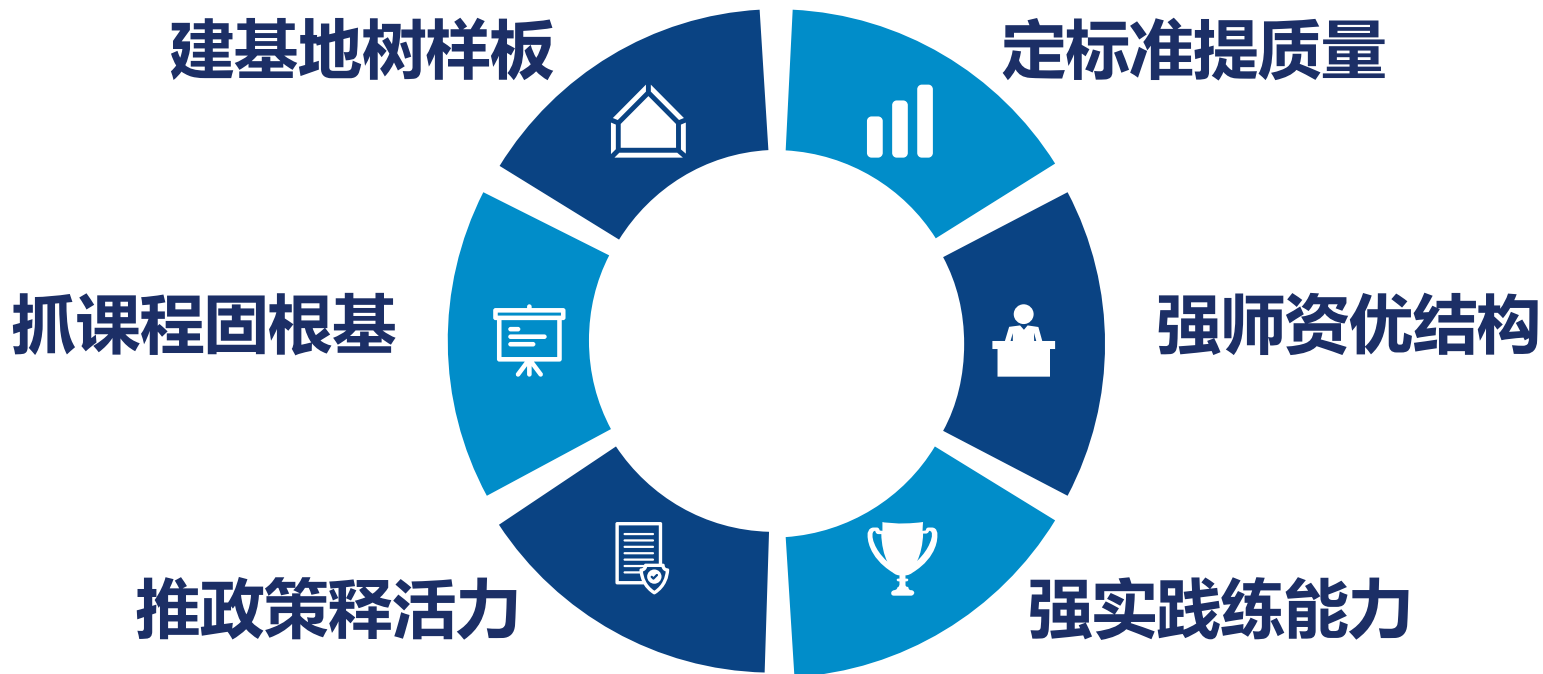 建基地树样板
定标准提质量
抓课程固根基
强师资优结构
推政策释活力
强实践练能力